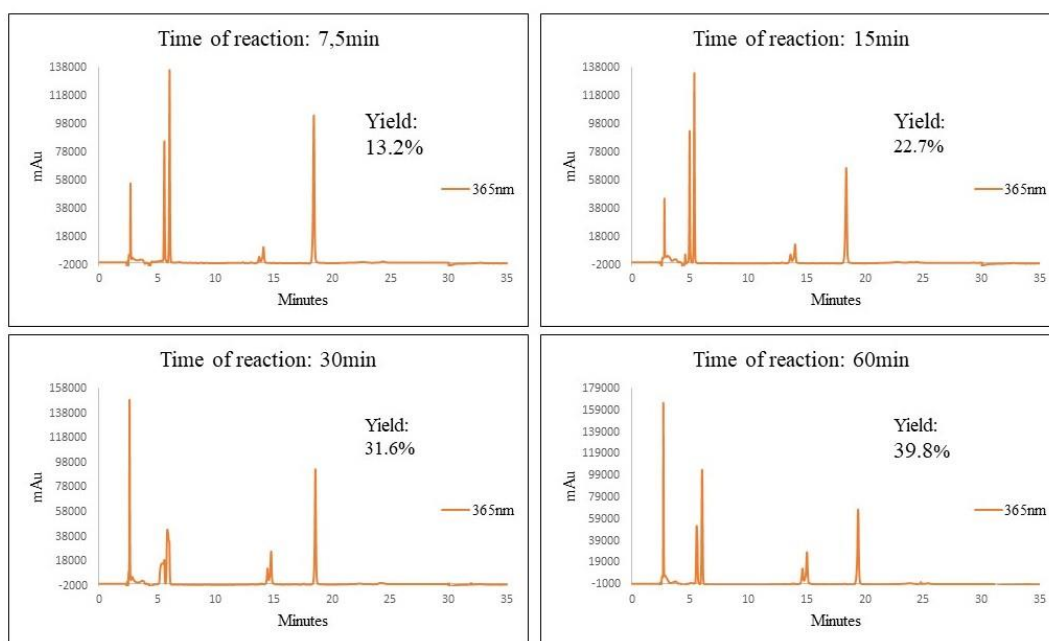 Time of reaction: 7,5min
138000
118000
98000
78000
58000
38000
18000
-2000
mAu
Yield:
13.2%
365nm
0 5 10 15 20 25 30 35
Minutes
Time of reaction: 15min
138000
118000
98000
78000
58000
38000
18000
-2000
mAu
Yield:
22.7%
365nm
0 5 10 15 20 25 30 35
Minutes
Time of reaction: 30min
158000
138000
118000
98000
78000
58000
38000
18000
-2000
mAu
Yield:
31.6%
365nm
0 5 10 15 20 25 30 35
Minutes
Time of reaction: 60min
179000
159000
139000
119000
99000
79000
59000
39000
19000
-1000
mAu
Yield:
39.8%
365nm
0 5 10 15 20 25 30 35
Minutes